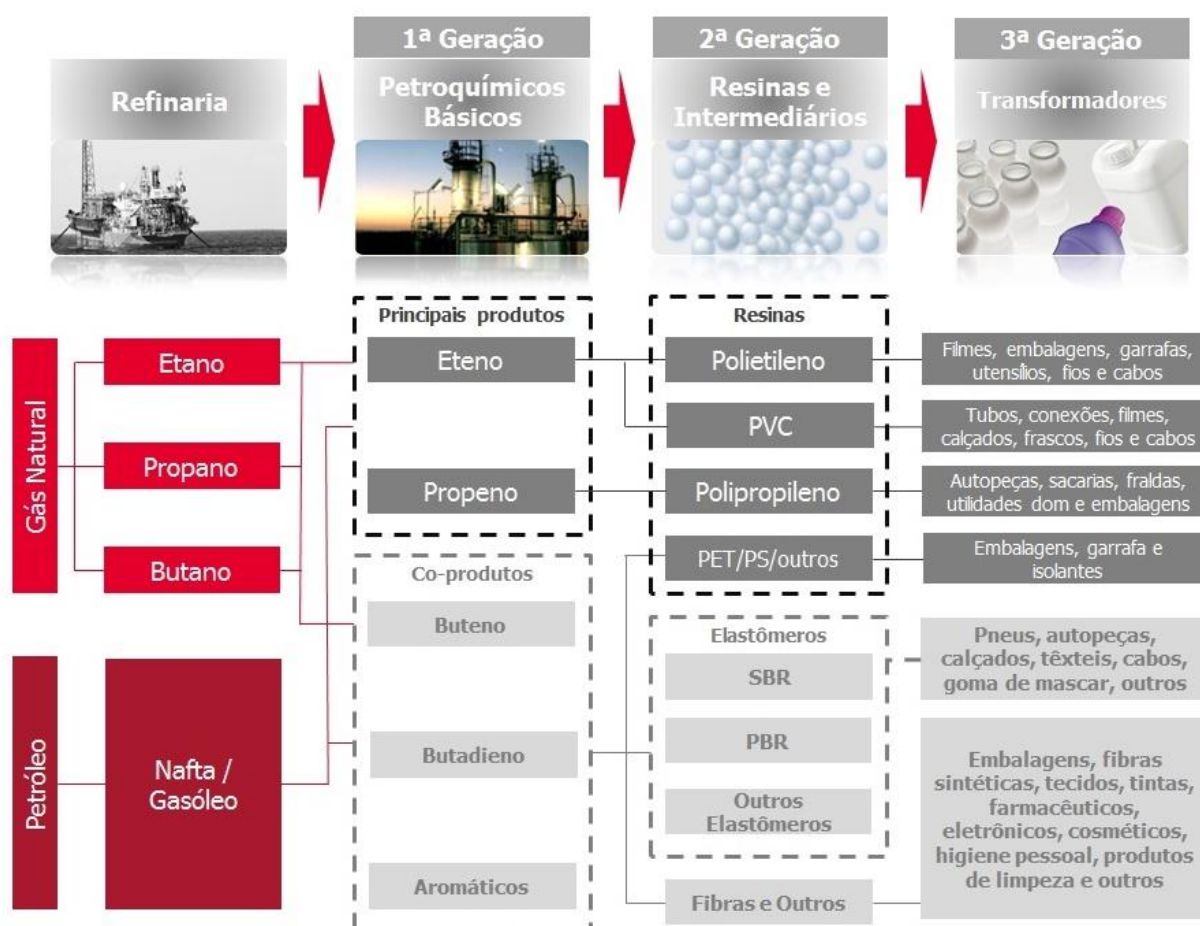 1ª Geração
2ª Geração
3ª Geração
Refinaria
Petroquímicos
Básicos
Resinas e
Intermediários
Transformadores
Principais produtos
Resinas
Gás Natural
Etano
Eteno
Polietileno
Filmes, embalagens, garrafas,
utensílios, fios e cabos
PVC
Tubos, conexões, filmes,
calçados, frascos, fios e cabos
Propano
Propeno
Polipropileno
Autopeças, sacarias, fraldas,
utilidades dom e embalagens
Butano
PET/PS/outros
Embalagens, garrafa e
isolantes
Co-produtos
Buteno
Elastômeros
SBR
Pneus, autopeças,
calçados, têxteis, cabos,
goma de mascar, outros
Petróleo
Nafta /
Gasóleo
Butadieno
PBR
Outros
Elastômeros
Embalagens, fibras
sintéticas, tecidos, tintas,
farmacêuticos,
eletrônicos, cosméticos,
higiene pessoal, produtos
de limpeza e outros
Aromáticos
Fibras e Outros